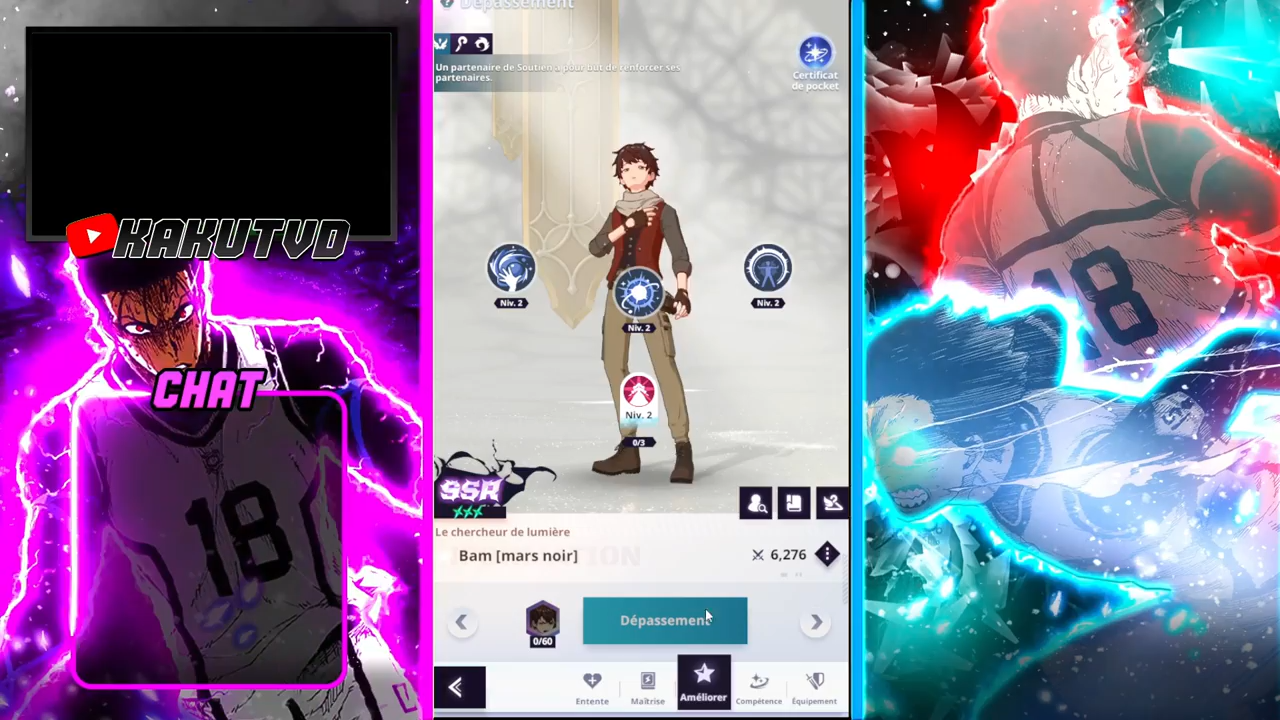 Dépassement
Un partenaire de Soutien a pour but de renforcer ses
partenaires.
Certificat
de pocket
KAKUTVD
CHAT
18
18
Niv. 2
Niv. 2
Niv. 2
Niv. 2
0/3
SSR
Le chercheur de lumière
Bam [mars noir]
6,276
0/60
Dépassement
Entente
Maîtrise
Améliorer
Compétence
Équipement